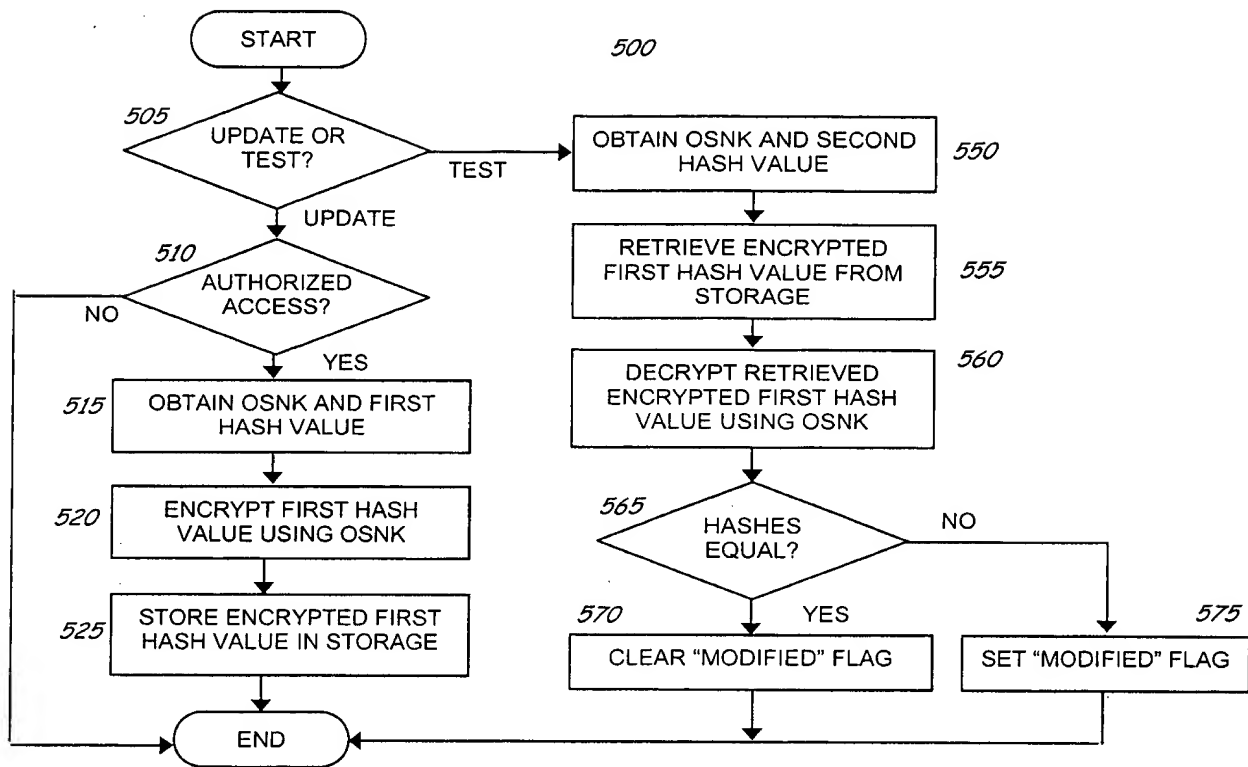 START
500
505
UPDATE OR
TEST?
TEST
UPDATE
510
AUTHORIZED
ACCESS?
NO
YES
515
OBTAIN OSNK AND FIRST
HASH VALUE
520
ENCRYPT FIRST HASH
VALUE USING OSNK
525
STORE ENCRYPTED FIRST
HASH VALUE IN STORAGE
END
OBTAIN OSNK AND SECOND
HASH VALUE
550
RETRIEVE ENCRYPTED
FIRST HASH VALUE FROM
STORAGE
555
DECRYPT RETRIEVED
ENCRYPTED FIRST HASH
VALUE USING OSNK
560
565
HASHES
EQUAL?
NO
YES
570
CLEAR “MODIFIED” FLAG
575
SET “MODIFIED” FLAG